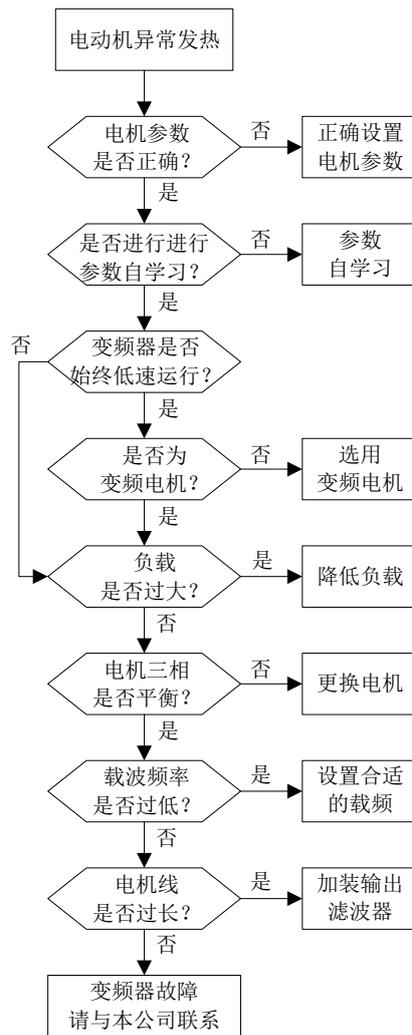 电动机异常发热
电机参数
是否正确?
否
正确设置
电机参数
是
是否进行进行
参数自学习?
否
参数
自学习
是
否
变频器是否
始终低速运行?
是
是否为
变频电机?
否
选用
变频电机
是
负载
是否过大?
是
降低负载
否
电机三相
是否平衡?
否
更换电机
是
载波频率
是否过低?
是
设置合适
的载频
否
电机线
是否过长?
是
加装输出
滤波器
否
变频器故障
请与本公司联系